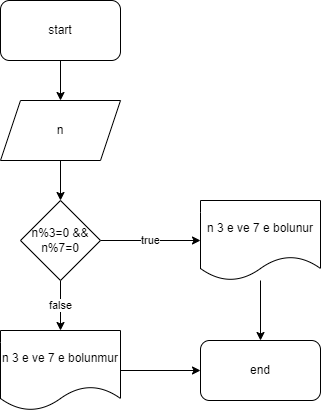 start
n
n%3=0 &&
n%7=0
true
n 3 e ve 7 e bolunur
false
n 3 e ve 7 e bolunmur
end